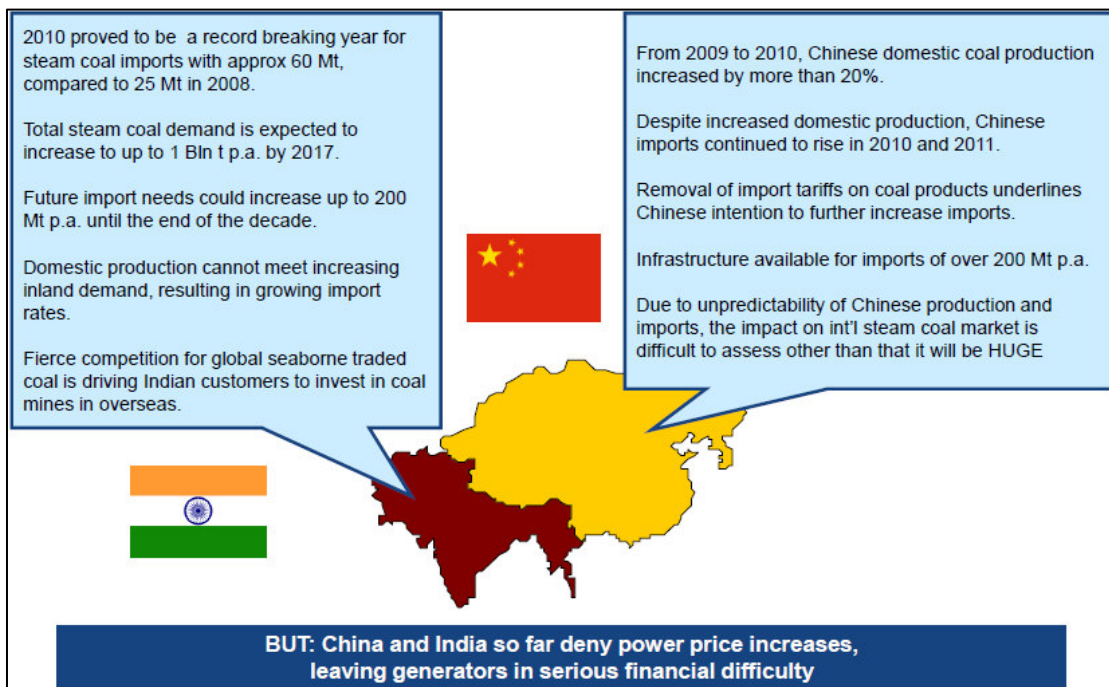 2010 proved to be a record breaking year for
steam coal imports with approx 60 Mt,
compared to 25 Mt in 2008.
Total steam coal demand is expected to
increase to up to 1 Bln t p.a. by 2017.
Future import needs could increase up to 200
Mt p.a. until the end of the decade.
Domestic production cannot meet increasing
inland demand, resulting in growing import
rates.
Fierce competition for global seaborne traded
coal is driving Indian customers to invest in coal
mines in overseas.
From 2009 to 2010, Chinese domestic coal production
increased by more than 20%.
Despite increased domestic production, Chinese
imports continued to rise in 2010 and 2011.
Removal of import tariffs on coal products underlines
Chinese intention to further increase imports.
Infrastructure available for imports of over 200 Mt p.a.
Due to unpredictability of Chinese production and
imports, the impact on int'l steam coal market is
difficult to assess other than that it will be HUGE
BUT: China and India so far deny power price increases,
leaving generators in serious financial difficulty